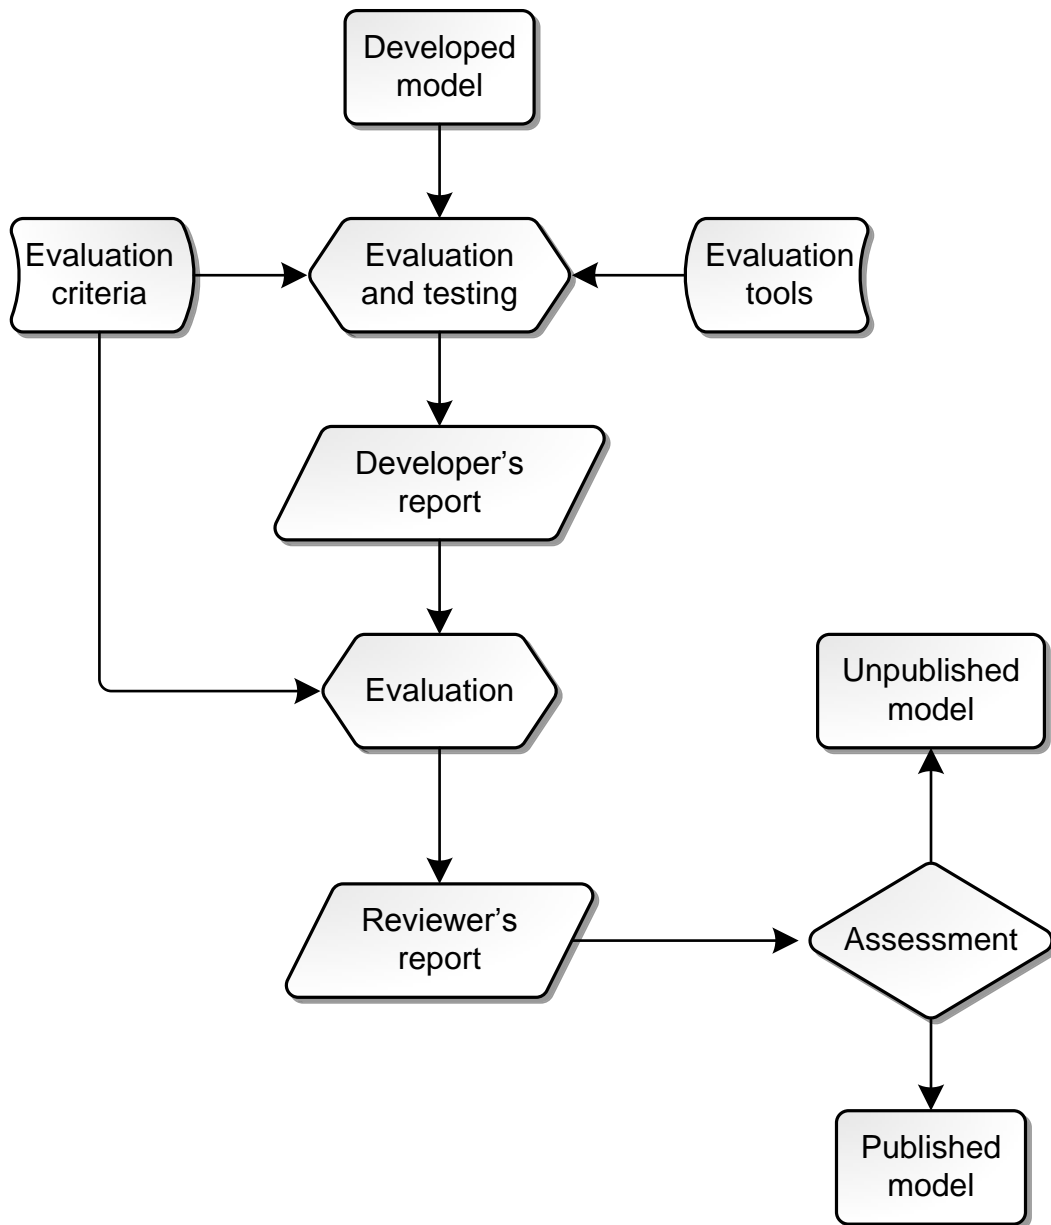 Developed
model
Evaluation
criteria
Evaluation
and testing
Evaluation
tools
Developer’s
report
Evaluation
Unpublished
model
Reviewer’s
report
Assessment
Published
model